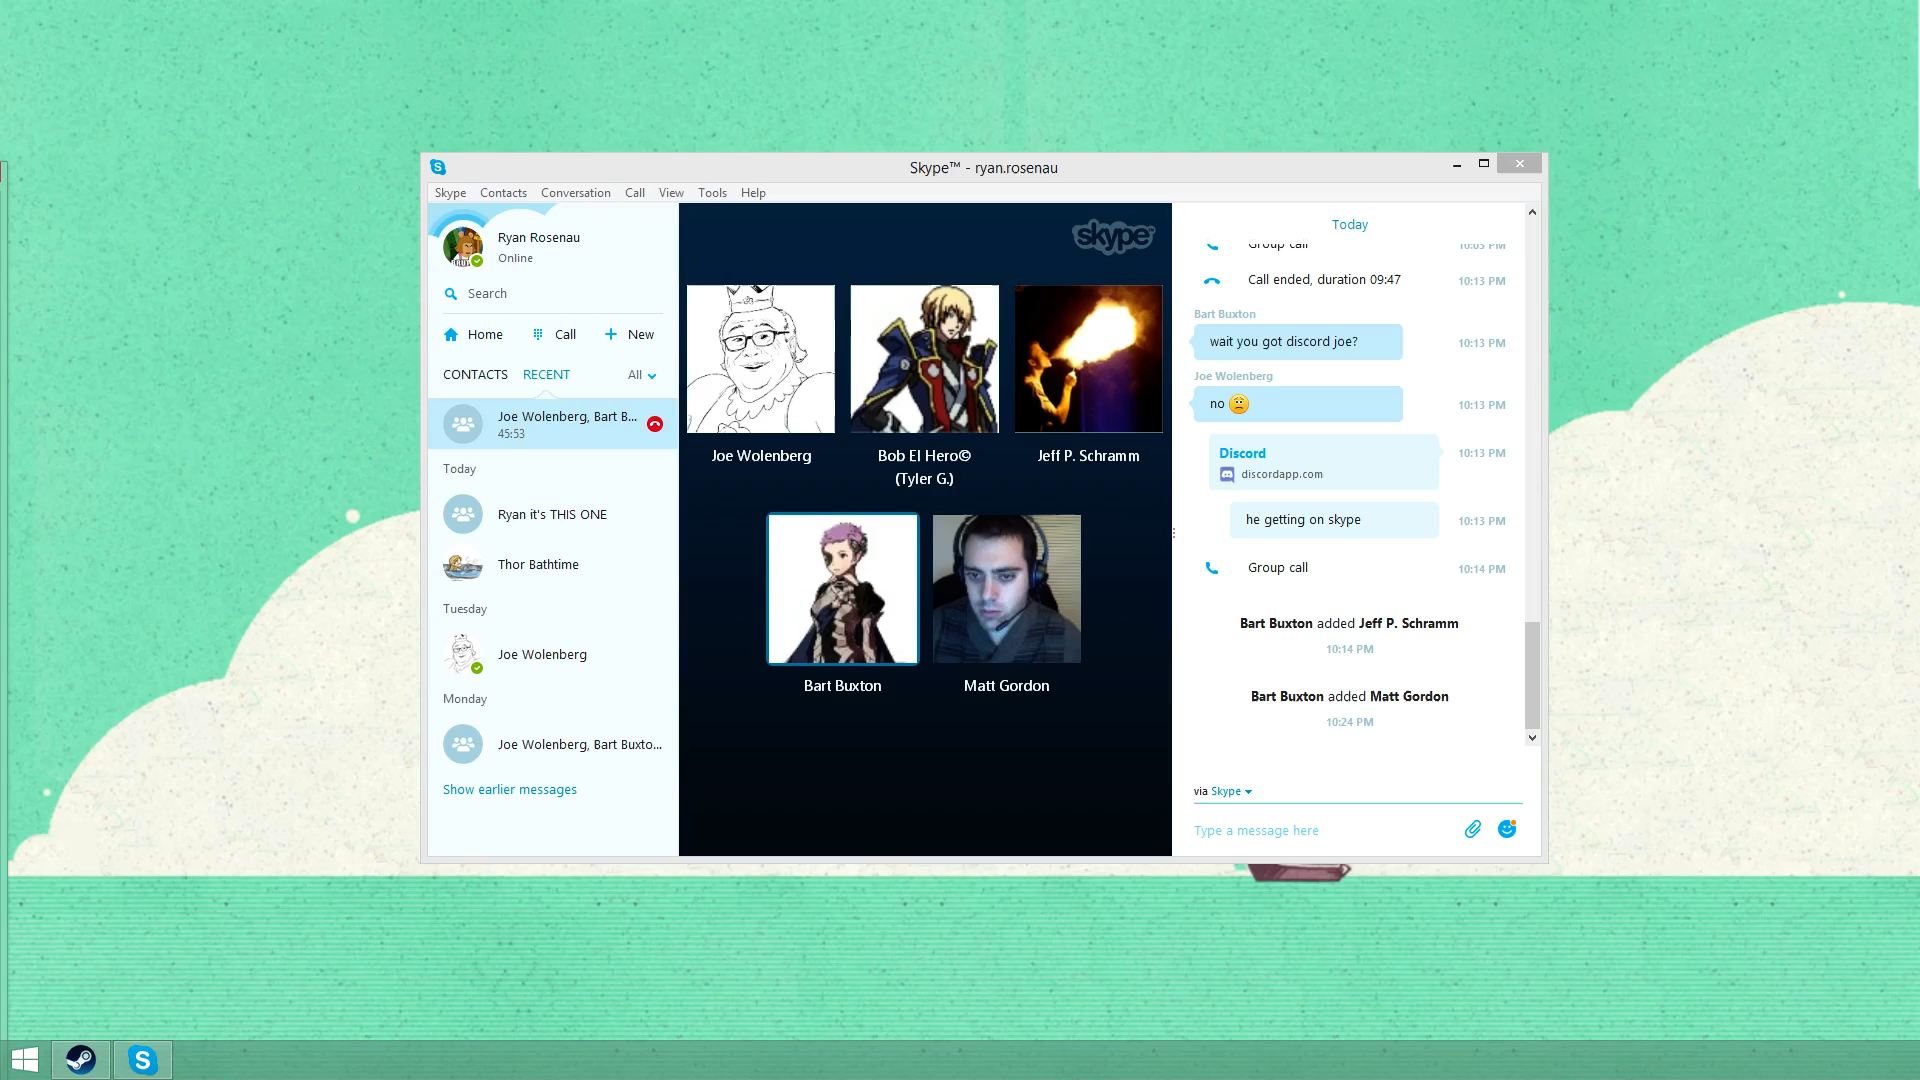 Skype™ - ryan.rosenau
Skype Contacts Conversation Call View Tools Help
Ryan Rosenau
Online
Search
Home Call New
CONTACTS RECENT All
Joe Wolenberg, Bart B...
45:53
Today
Ryan it's THIS ONE
Thor Bathtime
Tuesday
Joe Wolenberg
Monday
Joe Wolenberg, Bart Buxto...
Show earlier messages
skype™
Joe Wolenberg
Bob El Hero©
(Tyler G.)
Jeff P. Schramm
Bart Buxton
Matt Gordon
Today
Group call 10:03 PM
Call ended, duration 09:47 10:13 PM
Bart Buxton
wait you got discord joe? 10:13 PM
Joe Wolenberg
no 10:13 PM
Discord 10:13 PM
discordapp.com
he getting on skype 10:13 PM
Group call 10:14 PM
Bart Buxton added Jeff P. Schramm
10:14 PM
Bart Buxton added Matt Gordon
10:24 PM
via Skype
Type a message here